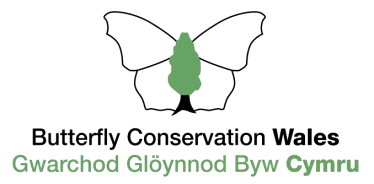 Butterfly Conservation Wales
Gwarchod Glöynnod Byw Cymru